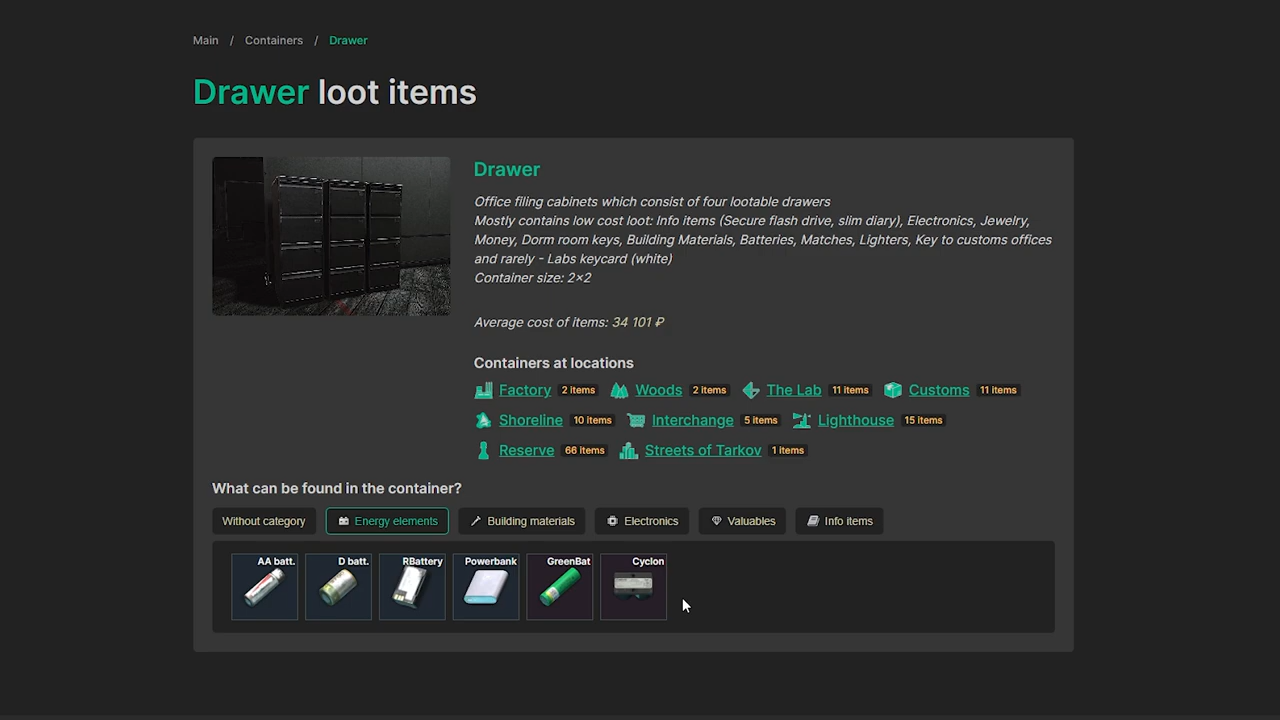 Main / Containers / Drawer
Drawer loot items
Drawer
Office filing cabinets which consist of four lootable drawers
Mostly contains low cost loot: Info items (Secure flash drive, slim diary), Electronics, Jewelry,
Money, Dorm room keys, Building Materials, Batteries, Matches, Lighters, Key to customs offices
and rarely - Labs keycard (white)
Container size: 2×2
Average cost of items: 34 101 ₽
Containers at locations
Factory 2 items Woods 2 items The Lab 11 items Customs 11 items
Shoreline 10 items Interchange 5 items Lighthouse 15 items
Reserve 66 items Streets of Tarkov 1 items
What can be found in the container?
Without category Energy elements Building materials Electronics Valuables Info items
AA batt. D batt. RBattery Powerbank GreenBat Cyclon